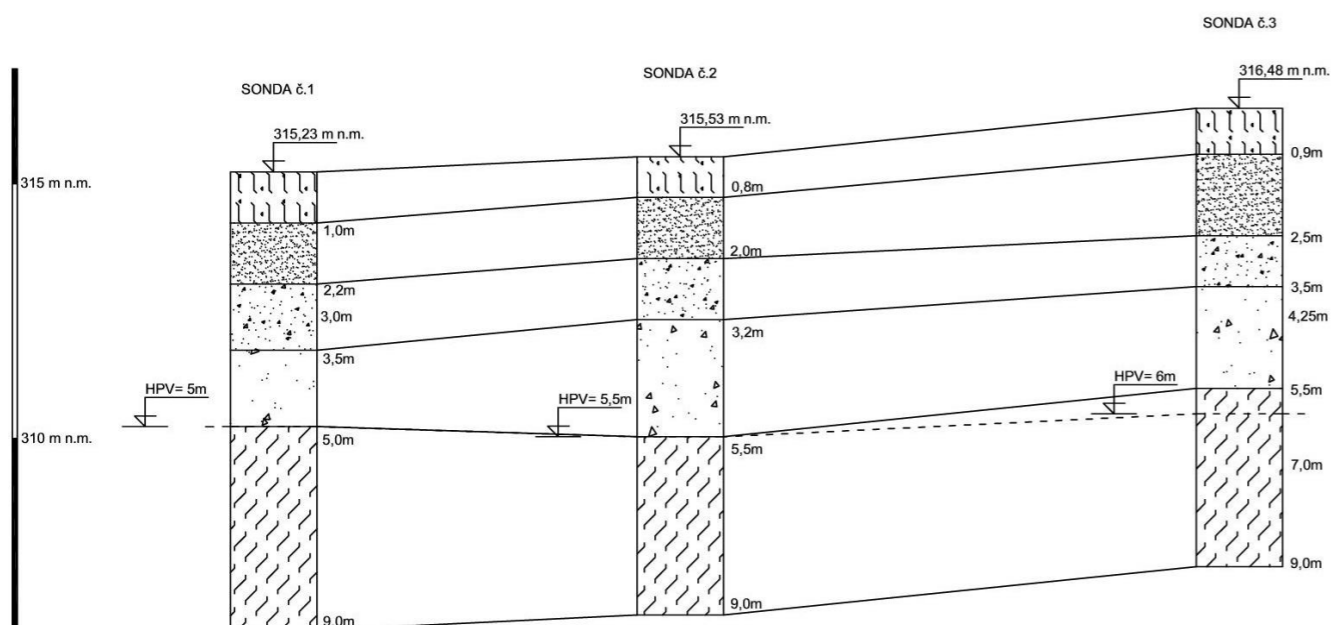 SONDA č.3
SONDA č.2
316,48 m n.m.
SONDA č.1
315,53 m n.m.
315,23 m n.m.
0,9m
315 m n.m.
0,8m
1,0m
2,5m
2,0m
2,2m
3,5m
3,0m
4,25m
3,2m
3,5m
HPV= 6m
HPV= 5m
5,5m
HPV= 5,5m
310 m n.m.
5,0m
5,5m
7,0m
9,0m
9,0m
9,0m